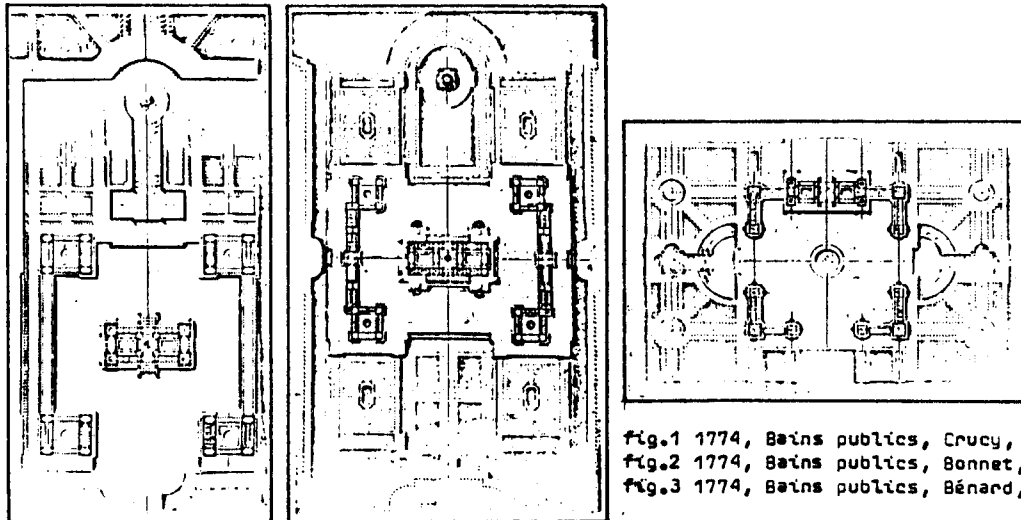 fig.1 1774, Bains publics, Crucy,
fig.2 1774, Bains publics, Bonnet,
fig.3 1774, Bains publics, Bénard,